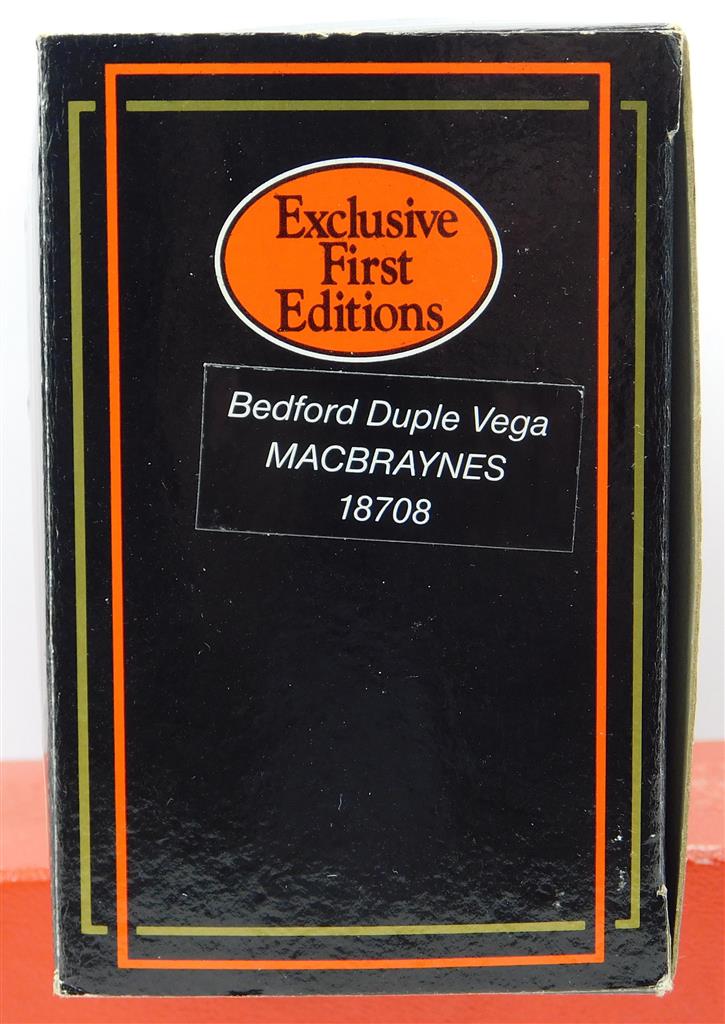 Exclusive
First
Editions
Bedford Duple Vega
MACBRAYNES
18708